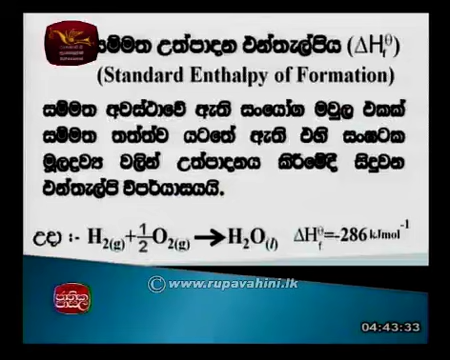 සම්මත උත්පාදන එන්තැල්පිය (ΔHfθ)
(Standard Enthalpy of Formation)
සම්මත අවස්ථාවේ ඇති සංයෝග මවුල එකක්
සම්මත තත්ත්ව යටතේ ඇති එහි සංඝටක
මූලද්‍රව්‍ය වලින් උත්පාදනය කිරීමේදී සිදුවන
එන්තැල්පි විපර්යාසයයි.
උදා :- H2(g)+1/2O2(g) → H2O(l) ΔHfθ=-286 kJmol-1
© www.rupavahini.lk
04:43:33